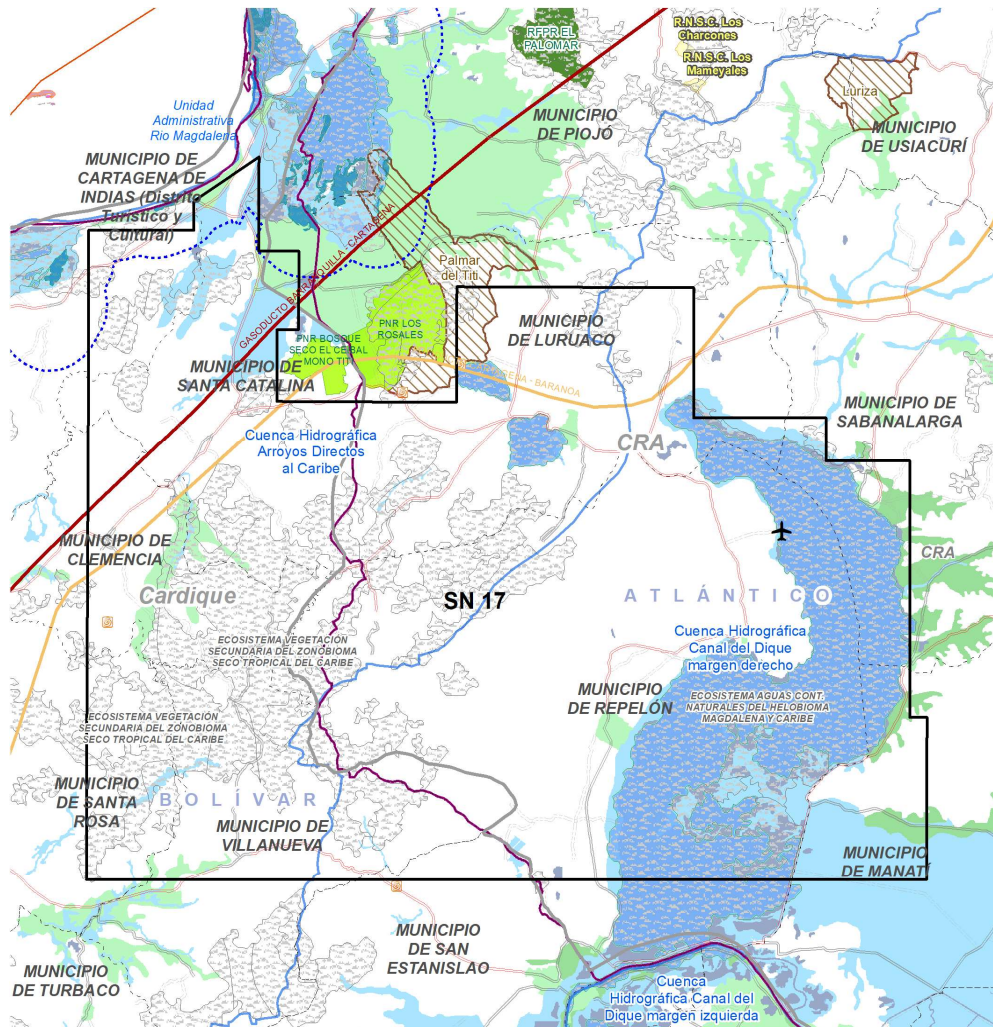 R.N.S.C. Los
Charcones
RFPR EL
PALOMAR
R.N.S.C. Los
Mameyales
Luriza
Unidad
Administrativa
Rio Magdalena
MUNICIPIO
DE PIOJÓ
MUNICIPIO
DE USIACURÍ
MUNICIPIO DE
CARTAGENA DE
INDIAS (Distrito
Turístico y
Cultural)
GASODUCTO BARRANQUILLA - CARTAGENA
Palmar
del Titi
PNR LOS
ROSALES
PNR BOSQUE
SECO EL CEIBAL
MONO TITI
MUNICIPIO
DE LURUACO
MUNICIPIO DE
SANTA CATALINA
BARANOA
MUNICIPIO DE
SABANALARGA
Cuenca Hidrográfica
Arroyos Directos
al Caribe
CRA
MUNICIPIO DE
CLEMENCIA
CRA
Cardique
SN 17
ATLÁNTICO
ECOSISTEMA VEGETACIÓN
SECUNDARIA DEL ZONOBIOMA
SECO TROPICAL DEL CARIBE
Cuenca Hidrográfica
Canal del Dique
margen derecho
MUNICIPIO
DE REPELÓN
ECOSISTEMA AGUAS CONT.
NATURALES DEL HELOBIOMA
MAGDALENA Y CARIBE
ECOSISTEMA VEGETACIÓN
SECUNDARIA DEL ZONOBIOMA
SECO TROPICAL DEL CARIBE
MUNICIPIO
DE SANTA
ROSA
BOLÍVAR
MUNICIPIO DE
VILLANUEVA
MUNICIPIO
DE MANATÍ
MUNICIPIO
DE SAN
ESTANISLAO
MUNICIPIO
DE TURBACO
Cuenca
Hidrográfica Canal del
Dique margen izquierda